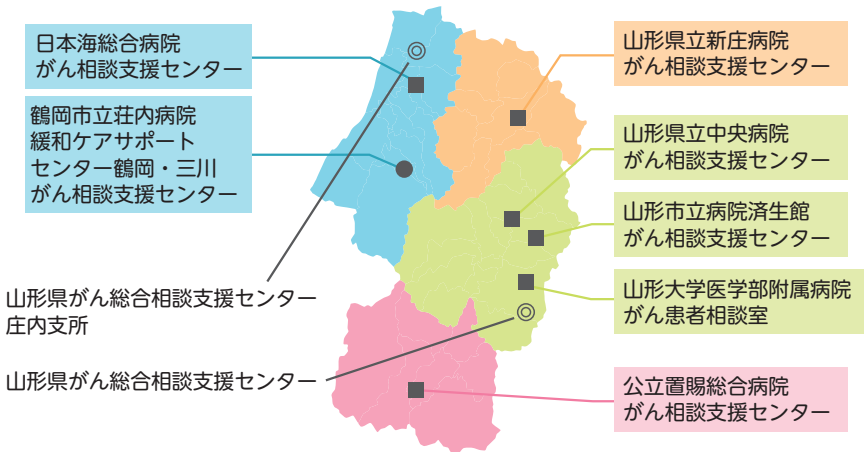 日本海総合病院
がん相談支援センター
鶴岡市立荘内病院
緩和ケアサポート
センター鶴岡・三川
がん相談支援センター
山形県がん総合相談支援センター
庄内支所
山形県がん総合相談支援センター
山形県立新庄病院
がん相談支援センター
山形県立中央病院
がん相談支援センター
山形市立病院済生館
がん相談支援センター
山形大学医学部附属病院
がん患者相談室
公立置賜総合病院
がん相談支援センター